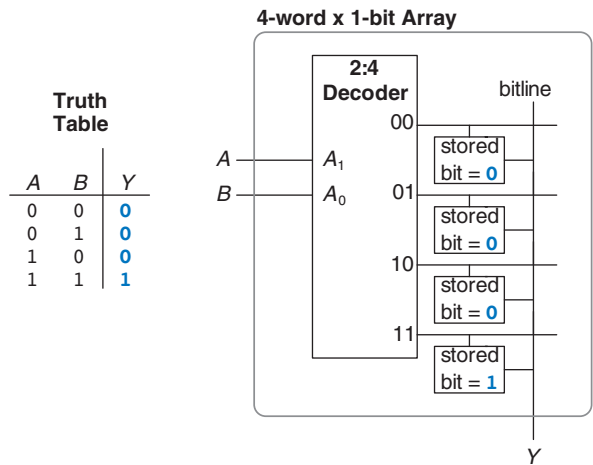 4-word x 1-bit Array
2:4
Decoder
bitline
Truth
Table
A B Y
0 0 0
0 1 0
1 0 0
1 1 1
A
B
A1
A0
00
stored
bit = 0
01
stored
bit = 0
10
stored
bit = 0
11
stored
bit = 1
Y